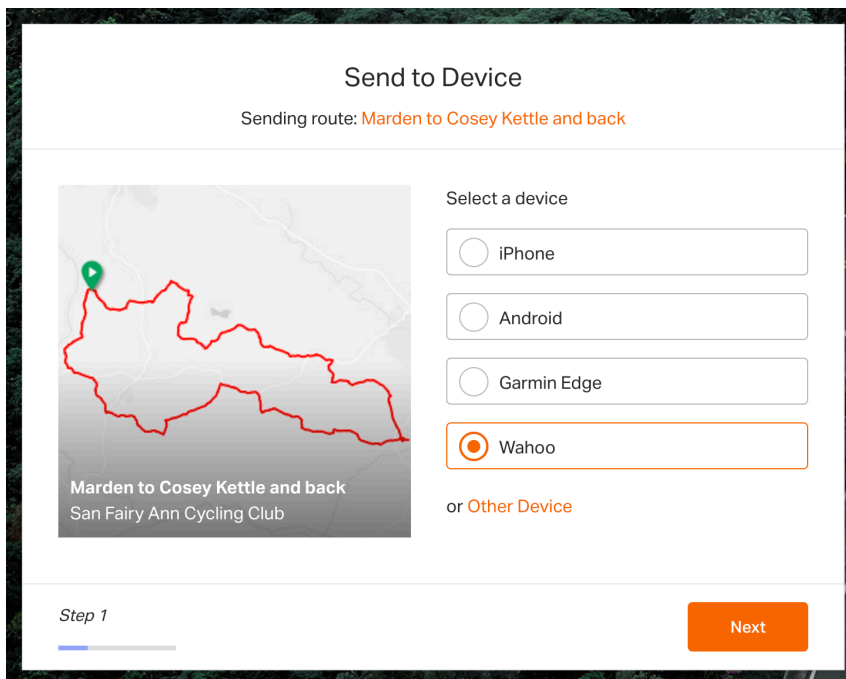 Send to Device
Sending route: Marden to Cosey Kettle and back
Select a device
iPhone
Android
Garmin Edge
Wahoo
or Other Device
Marden to Cosey Kettle and back
San Fairy Ann Cycling Club
Step 1
Next